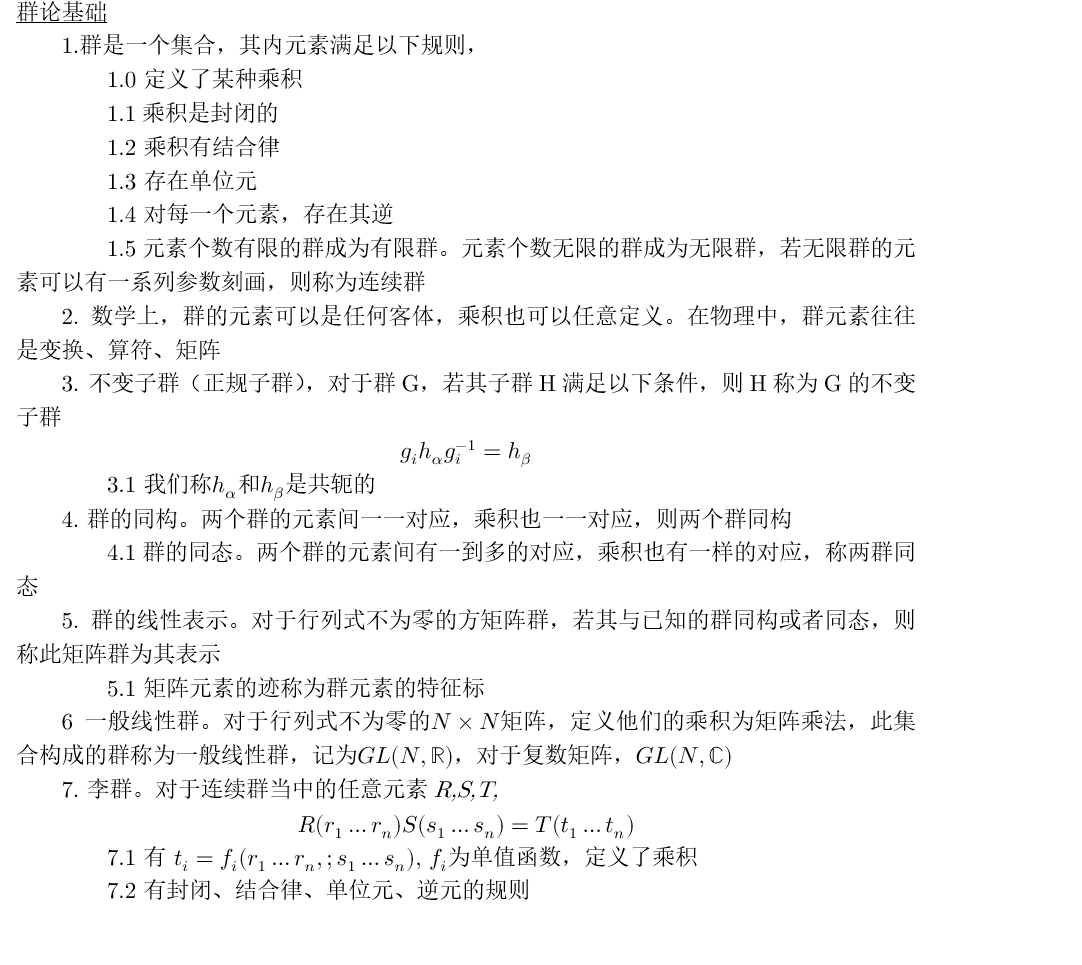 群论基础
1.群是一个集合，其内元素满足以下规则，
1.0 定义了某种乘积
1.1 乘积是封闭的
1.2 乘积有结合律
1.3 存在单位元
1.4 对每一个元素，存在其逆
1.5 元素个数有限的群成为有限群。元素个数无限的群成为无限群，若无限群的元
素可以有一系列参数刻画，则称为连续群
2. 数学上，群的元素可以是任何客体，乘积也可以任意定义。在物理中，群元素往往
是变换、算符、矩阵
3. 不变子群（正规子群），对于群 G，若其子群 H 满足以下条件，则 H 称为 G 的不变
子群
$g_i h_\alpha g_i^{-1} = h_\beta$
3.1 我们称$h_\alpha$和$h_\beta$是共轭的
4. 群的同构。两个群的元素间一一对应，乘积也一一对应，则两个群同构
4.1 群的同态。两个群的元素间有一到多的对应，乘积也有一样的对应，称两群同
态
5. 群的线性表示。对于行列式不为零的方矩阵群，若其与已知的群同构或者同态，则
称此矩阵群为其表示
5.1 矩阵元素的迹称为群元素的特征标
6 一般线性群。对于行列式不为零的$N \times N$矩阵，定义他们的乘积为矩阵乘法，此集
合构成的群称为一般线性群，记为$GL(N, \mathbb{R})$，对于复数矩阵，$GL(N, \mathbb{C})$
7. 李群。对于连续群当中的任意元素 R,S,T,
$R(r_1 \ldots r_n)S(s_1 \ldots s_n) = T(t_1 \ldots t_n)$
7.1 有 $t_i = f_i(r_1 \ldots r_n, ; s_1 \ldots s_n)$, $f_i$为单值函数，定义了乘积
7.2 有封闭、结合律、单位元、逆元的规则